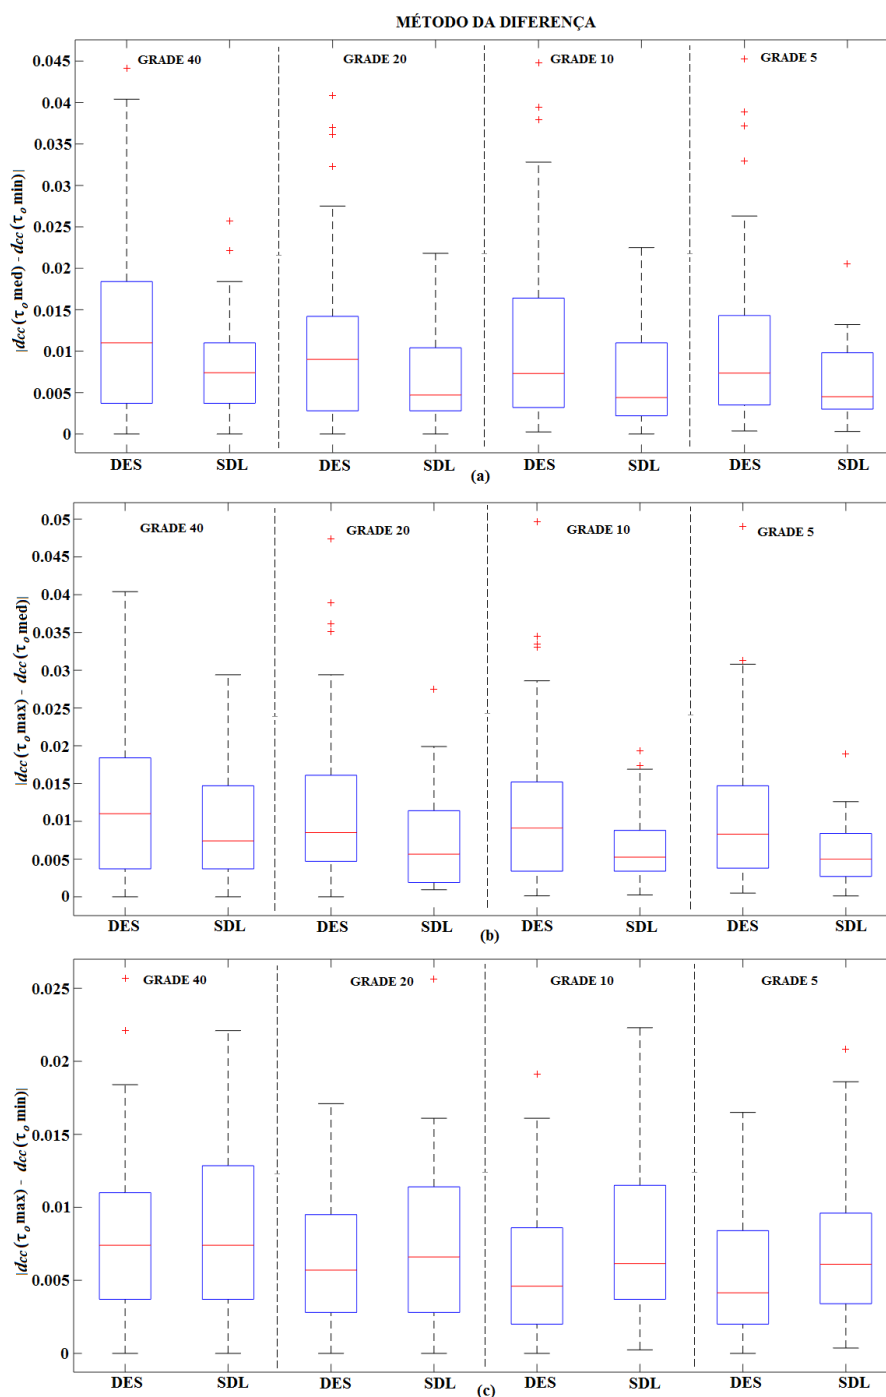 MÉTODO DA DIFERENÇA
GRADE 40 GRADE 20 GRADE 10 GRADE 5
|dcc(τo med) - dcc(τo min)|
0.045
0.04
0.035
0.03
0.025
0.02
0.015
0.01
0.005
0
DES SDL DES SDL DES SDL DES SDL
(a)
GRADE 40 GRADE 20 GRADE 10 GRADE 5
|dcc(τo max) - dcc(τo med)|
0.05
0.045
0.04
0.035
0.03
0.025
0.02
0.015
0.01
0.005
0
DES SDL DES SDL DES SDL DES SDL
(b)
GRADE 40 GRADE 20 GRADE 10 GRADE 5
|dcc(τo max) - dcc(τo min)|
0.025
0.02
0.015
0.01
0.005
0
DES SDL DES SDL DES SDL DES SDL
(c)